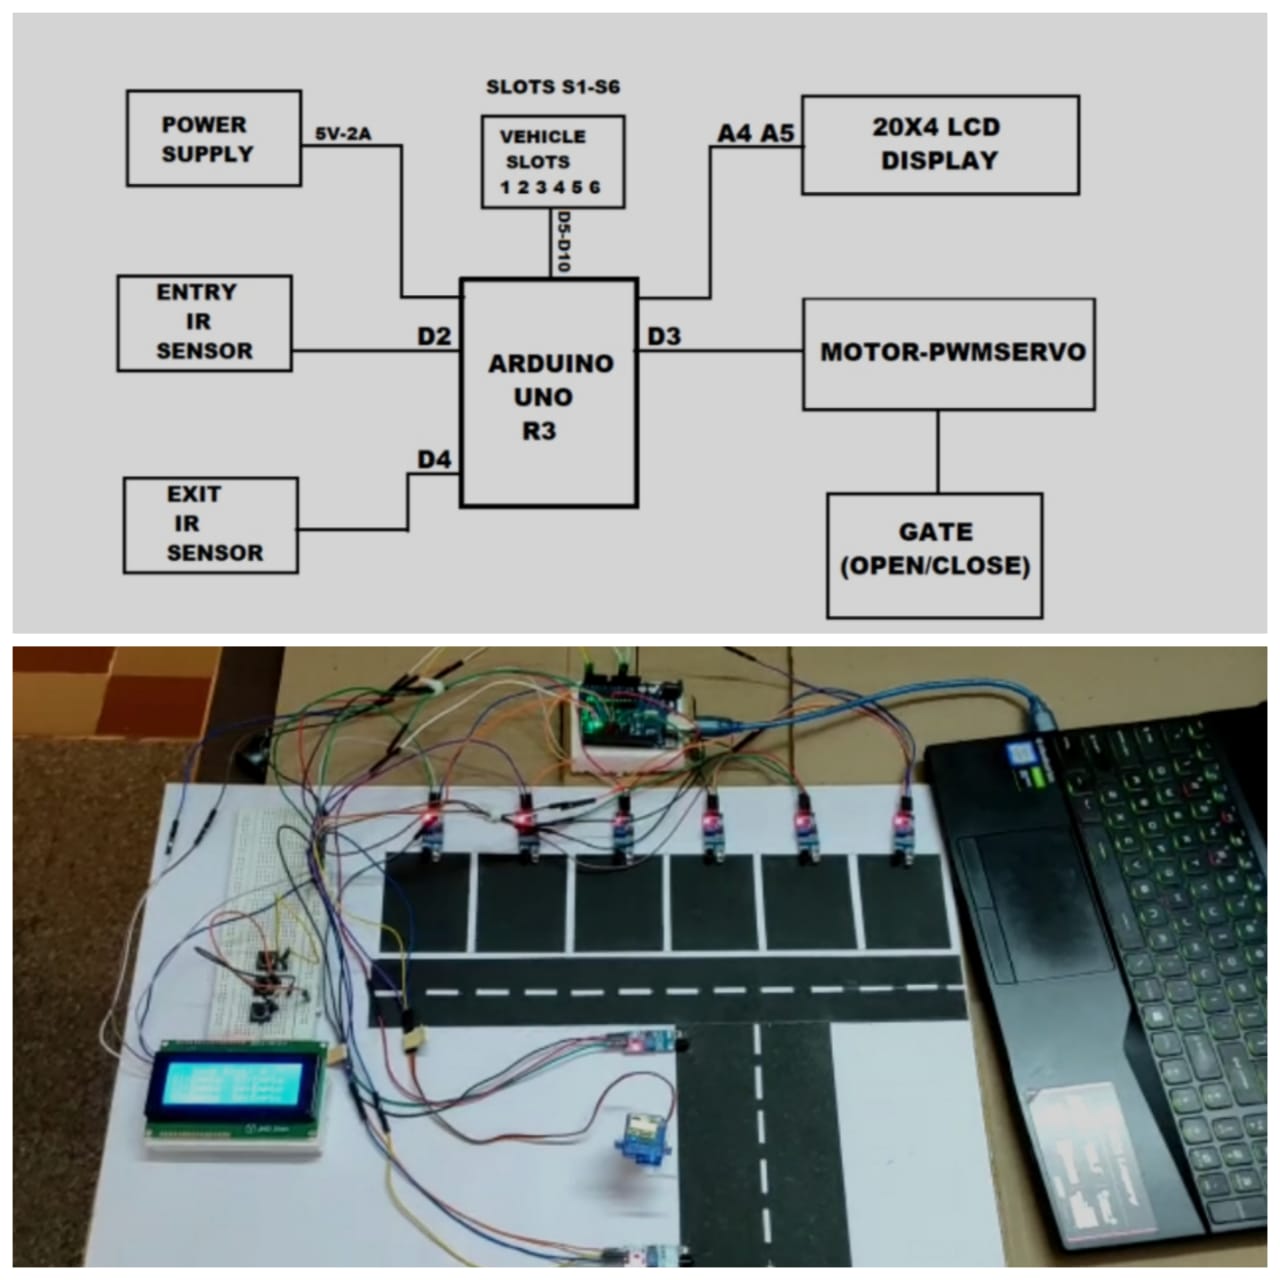 SLOTS S1-S6
POWER
SUPPLY
5V-2A
VEHICLE
SLOTS
1 2 3 4 5 6
D5-D10
A4 A5
20X4 LCD
DISPLAY
ENTRY
IR
SENSOR
D2
ARDUINO
UNO
R3
D3
MOTOR-PWMSERVO
D4
EXIT
IR
SENSOR
GATE
(OPEN/CLOSE)